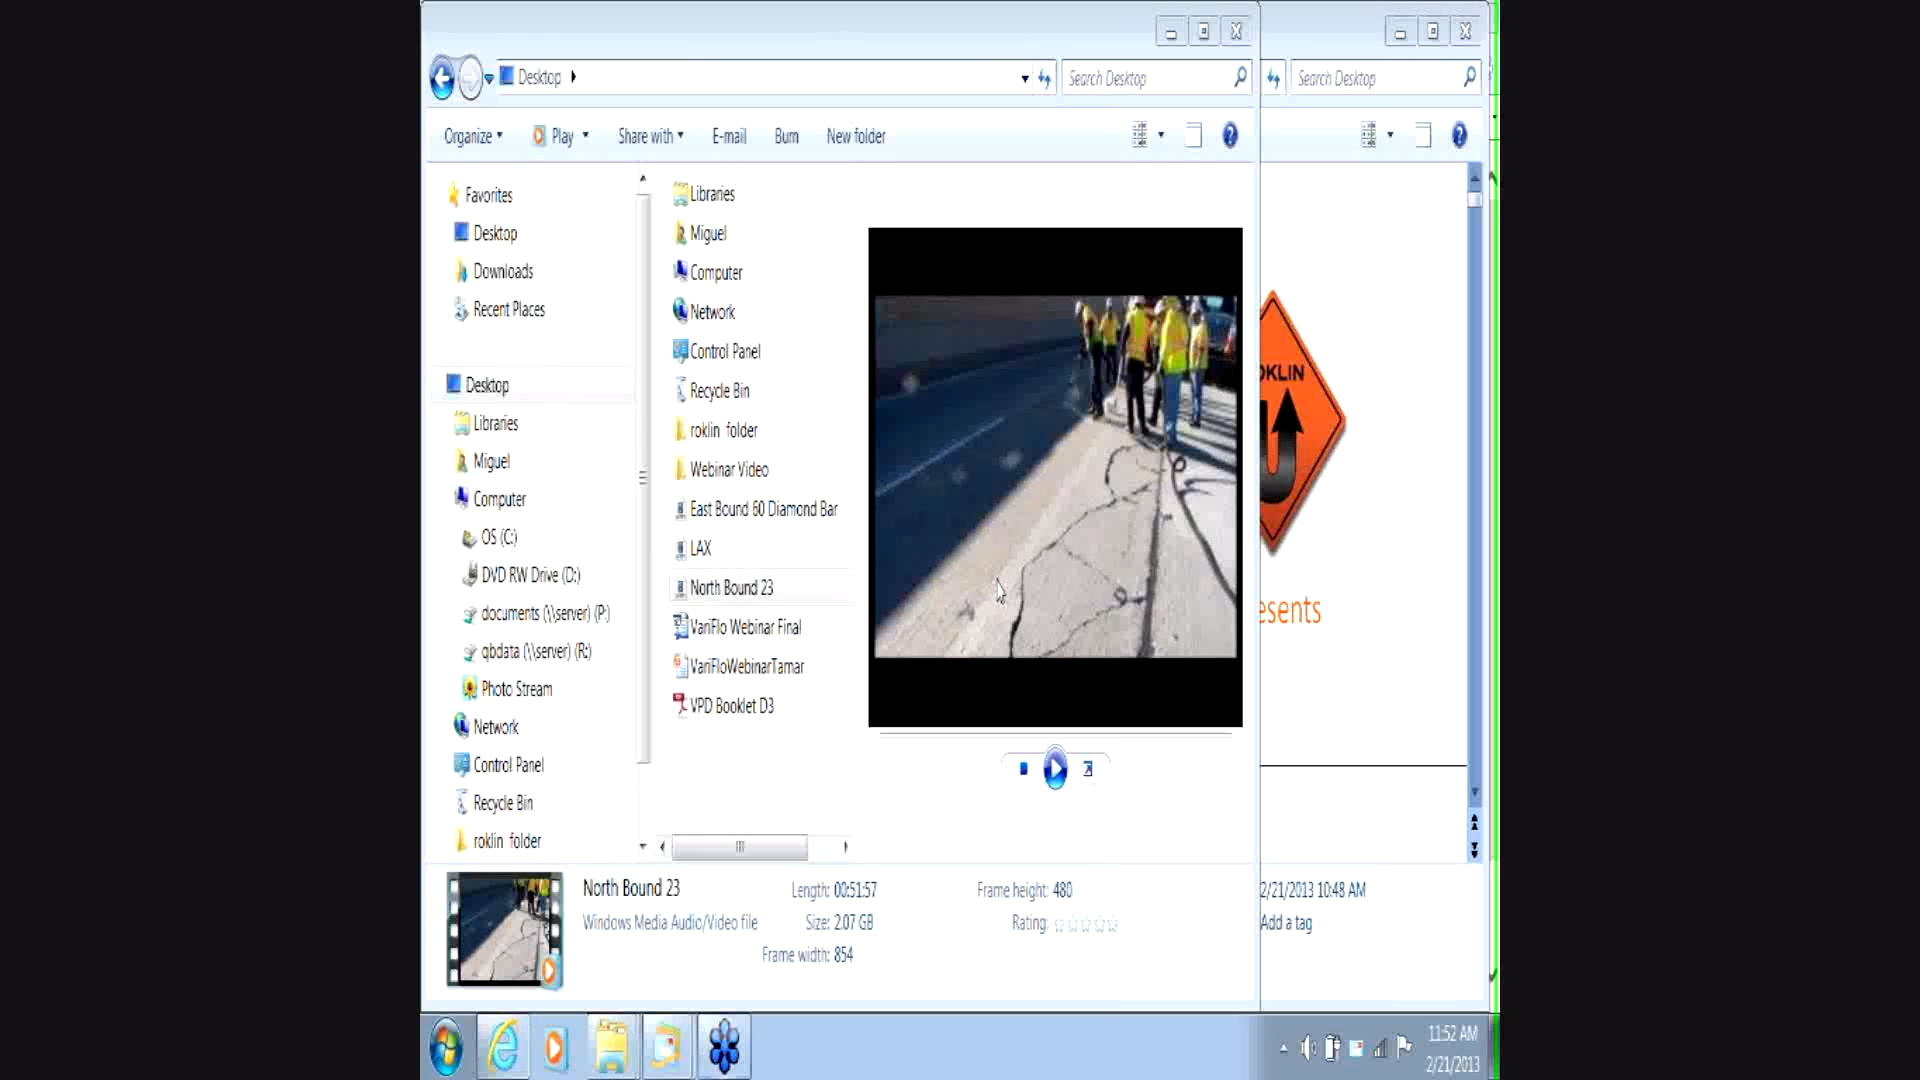 Desktop
Search Desktop
Search Desktop
Organize
Play
Share with
E-mail
Burn
New folder
Favorites
Desktop
Downloads
Recent Places
Desktop
Libraries
Miguel
Computer
OS (C:)
DVD RW Drive (D:)
documents (\\server) (P:)
qbdata (\\server) (R:)
Photo Stream
Network
Control Panel
Recycle Bin
roklin folder
Libraries
Miguel
Computer
Network
Control Panel
Recycle Bin
roklin folder
Webinar Video
East Bound 60 Diamond Bar
LAX
North Bound 23
VariFlo Webinar Final
VariFloWebinarTamar
VPD Booklet D3
OKLIN
esents
North Bound 23
Windows Media Audio/Video file
Length: 00:51:57
Size: 2.07 GB
Frame width: 854
Frame height: 480
Rating:
2/21/2013 10:48 AM
Add a tag
11:52 AM
2/21/2013